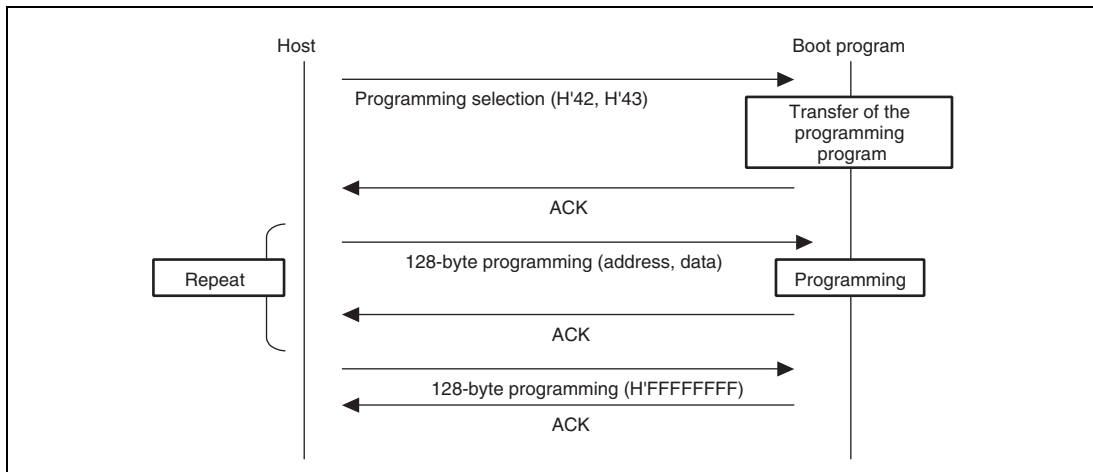 Host
Boot program
Programming selection (H'42, H'43)
Transfer of the
programming
program
ACK
128-byte programming (address, data)
Repeat
Programming
ACK
128-byte programming (H'FFFFFFFF)
ACK